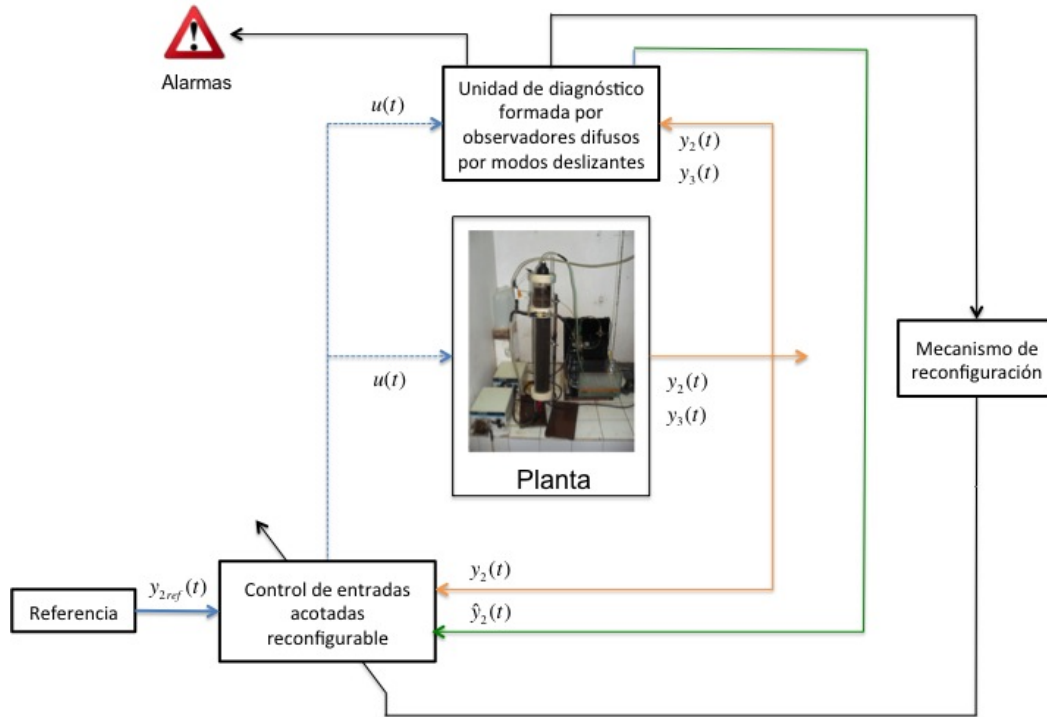 Alarmas
Unidad de diagnóstico
formada por
observadores difusos
por modos deslizantes
u(t)
y₂(t)
y₃(t)
u(t)
y₂(t)
y₃(t)
Planta
Mecanismo de
reconfiguración
Referencia
y₂ref(t)
Control de entradas
acotadas
reconfigurable
y₂(t)
ŷ₂(t)